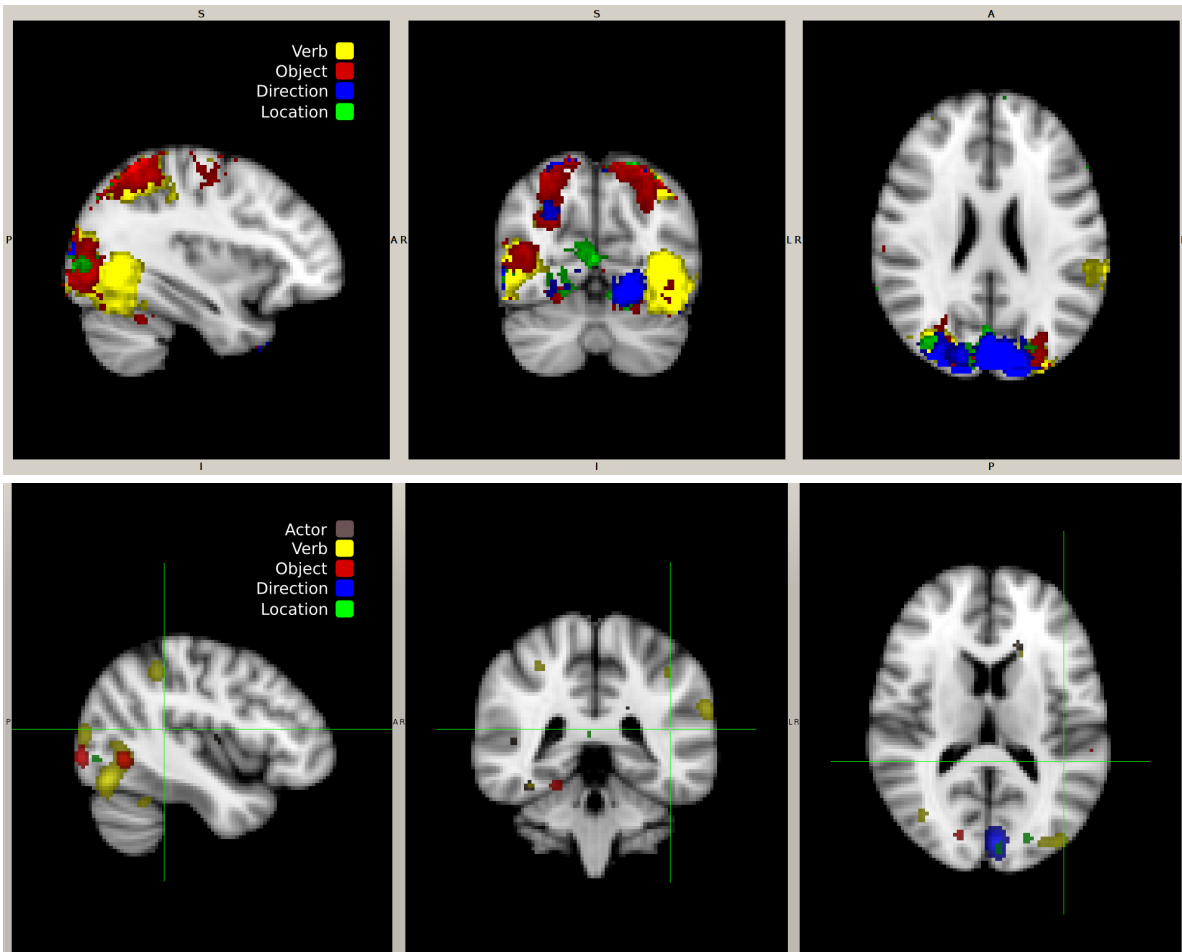 S
S
A
Verb
Object
Direction
Location
P
A R
L R
I
I
P
Actor
Verb
Object
Direction
Location
P
A R
L R